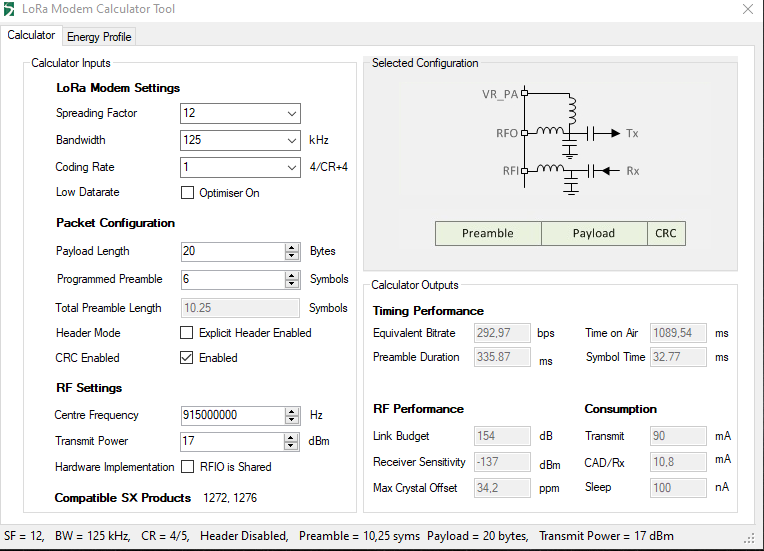 LoRa Modem Calculator Tool
Calculator Energy Profile
Calculator Inputs
LoRa Modem Settings
Spreading Factor 12
Bandwidth 125 kHz
Coding Rate 1 4/CR+4
Low Datarate Optimiser On
Packet Configuration
Payload Length 20 Bytes
Programmed Preamble 6 Symbols
Total Preamble Length 10.25 Symbols
Header Mode Explicit Header Enabled
CRC Enabled Enabled
RF Settings
Centre Frequency 915000000 Hz
Transmit Power 17 dBm
Hardware Implementation RFIO is Shared
Compatible SX Products 1272, 1276
Selected Configuration
VR_PA
RFO Tx
RFI Rx
Preamble Payload CRC
Calculator Outputs
Timing Performance
Equivalent Bitrate 292,97 bps Time on Air 1089,54 ms
Preamble Duration 335.87 ms Symbol Time 32.77 ms
RF Performance Consumption
Link Budget 154 dB Transmit 90 mA
Receiver Sensitivity -137 dBm CAD/Rx 10,8 mA
Max Crystal Offset 34,2 ppm Sleep 100 nA
SF = 12, BW = 125 kHz, CR = 4/5, Header Disabled, Preamble = 10,25 syms Payload = 20 bytes, Transmit Power = 17 dBm